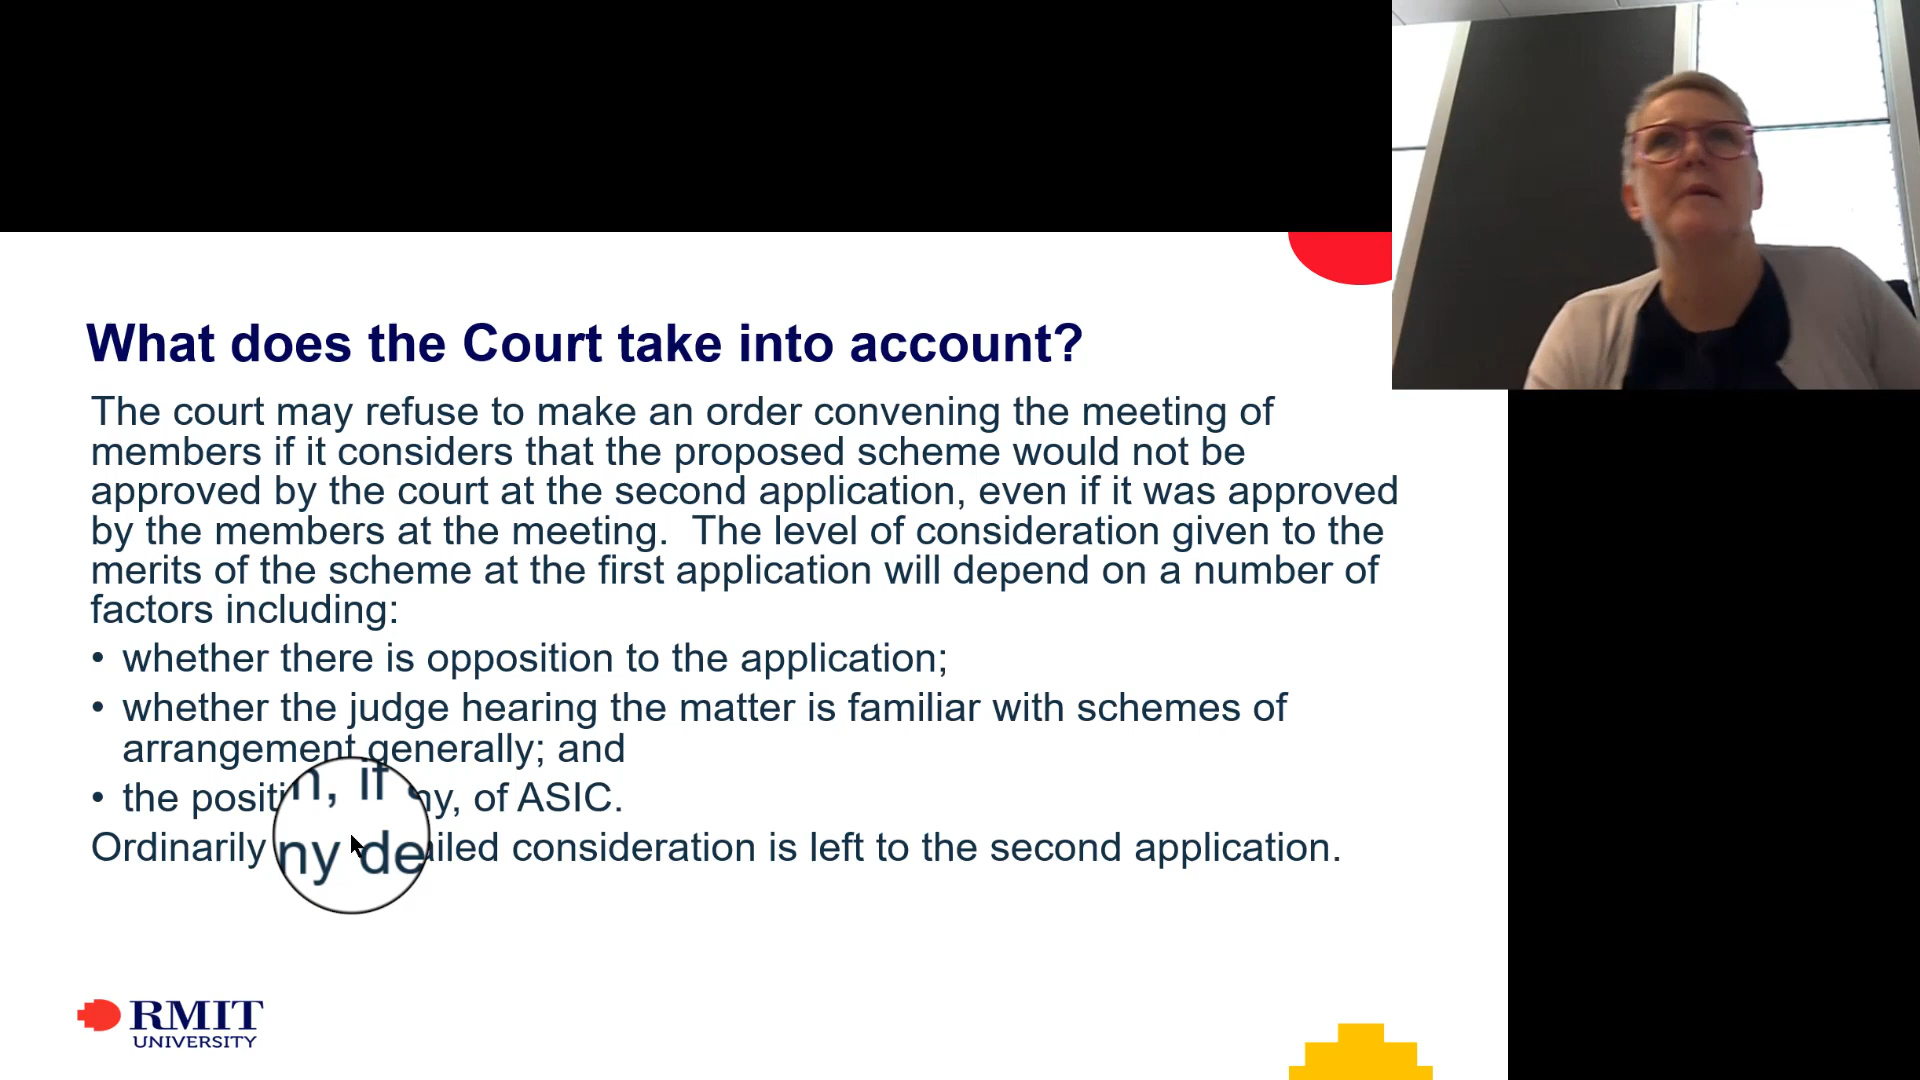 What does the Court take into account?
The court may refuse to make an order convening the meeting of
members if it considers that the proposed scheme would not be
approved by the court at the second application, even if it was approved
by the members at the meeting. The level of consideration given to the
merits of the scheme at the first application will depend on a number of
factors including:
• whether there is opposition to the application;
• whether the judge hearing the matter is familiar with schemes of
arrangement generally; and
• the position, if any, of ASIC.
Ordinarily any detailed consideration is left to the second application.
RMIT
UNIVERSITY